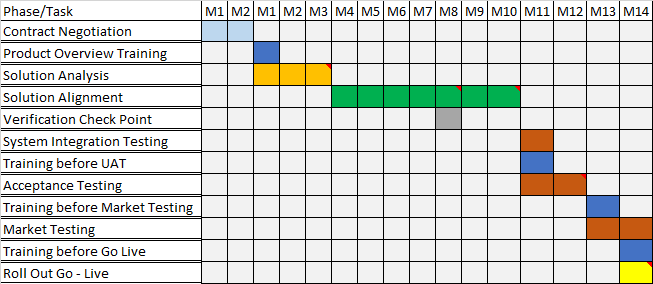 Phase/Task M1 M2 M1 M2 M3 M4 M5 M6 M7 M8 M9 M10 M11 M12 M13 M14
Contract Negotiation
Product Overview Training
Solution Analysis
Solution Alignment
Verification Check Point
System Integration Testing
Training before UAT
Acceptance Testing
Training before Market Testing
Market Testing
Training before Go Live
Roll Out Go - Live